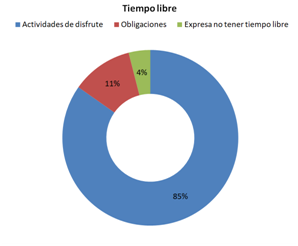 Tiempo libre
Actividades de disfrute Obligaciones Expresa no tener tiempo libre
4%
11%
85%